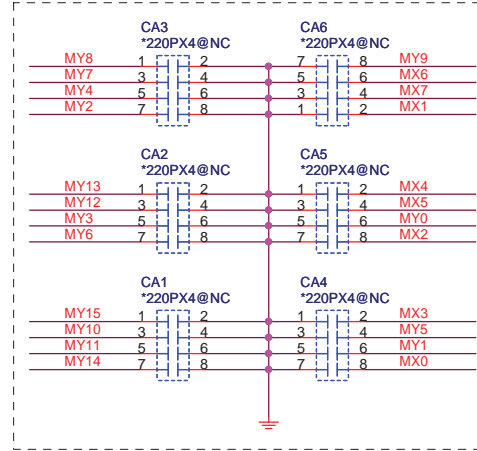 CA3 CA6
*220PX4@NC *220PX4@NC
MY8 1 2 7 8 MY9
MY7 3 4 5 6 MX6
MY4 5 6 3 4 MX7
MY2 7 8 1 2 MX1
CA2 CA5
*220PX4@NC *220PX4@NC
MY13 1 2 1 2 MX4
MY12 3 4 3 4 MX5
MY3 5 6 5 6 MY0
MY6 7 8 7 8 MX2
CA1 CA4
*220PX4@NC *220PX4@NC
MY15 1 2 1 2 MX3
MY10 3 4 3 4 MY5
MY11 5 6 5 6 MY1
MY14 7 8 7 8 MX0